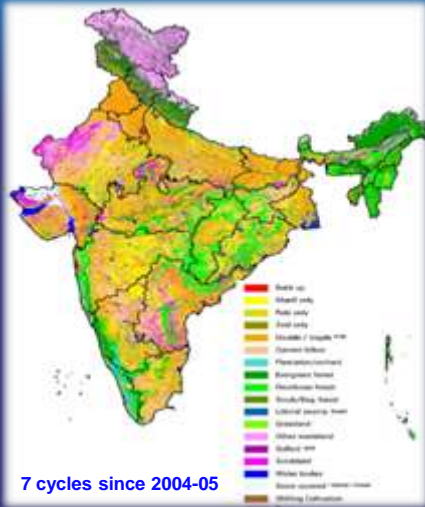 Built up
Kharif only
Rabi only
Zaid only
Double / triple
Current fallow
Plantation/orchard
Evergreen forest
Deciduous forest
Scrub/Deg. forest
Littoral swamp
Grassland
Other wasteland
Gullied
Scrubland
Water bodies
Snow covered
Shifting Cultivation
7 cycles since 2004-05